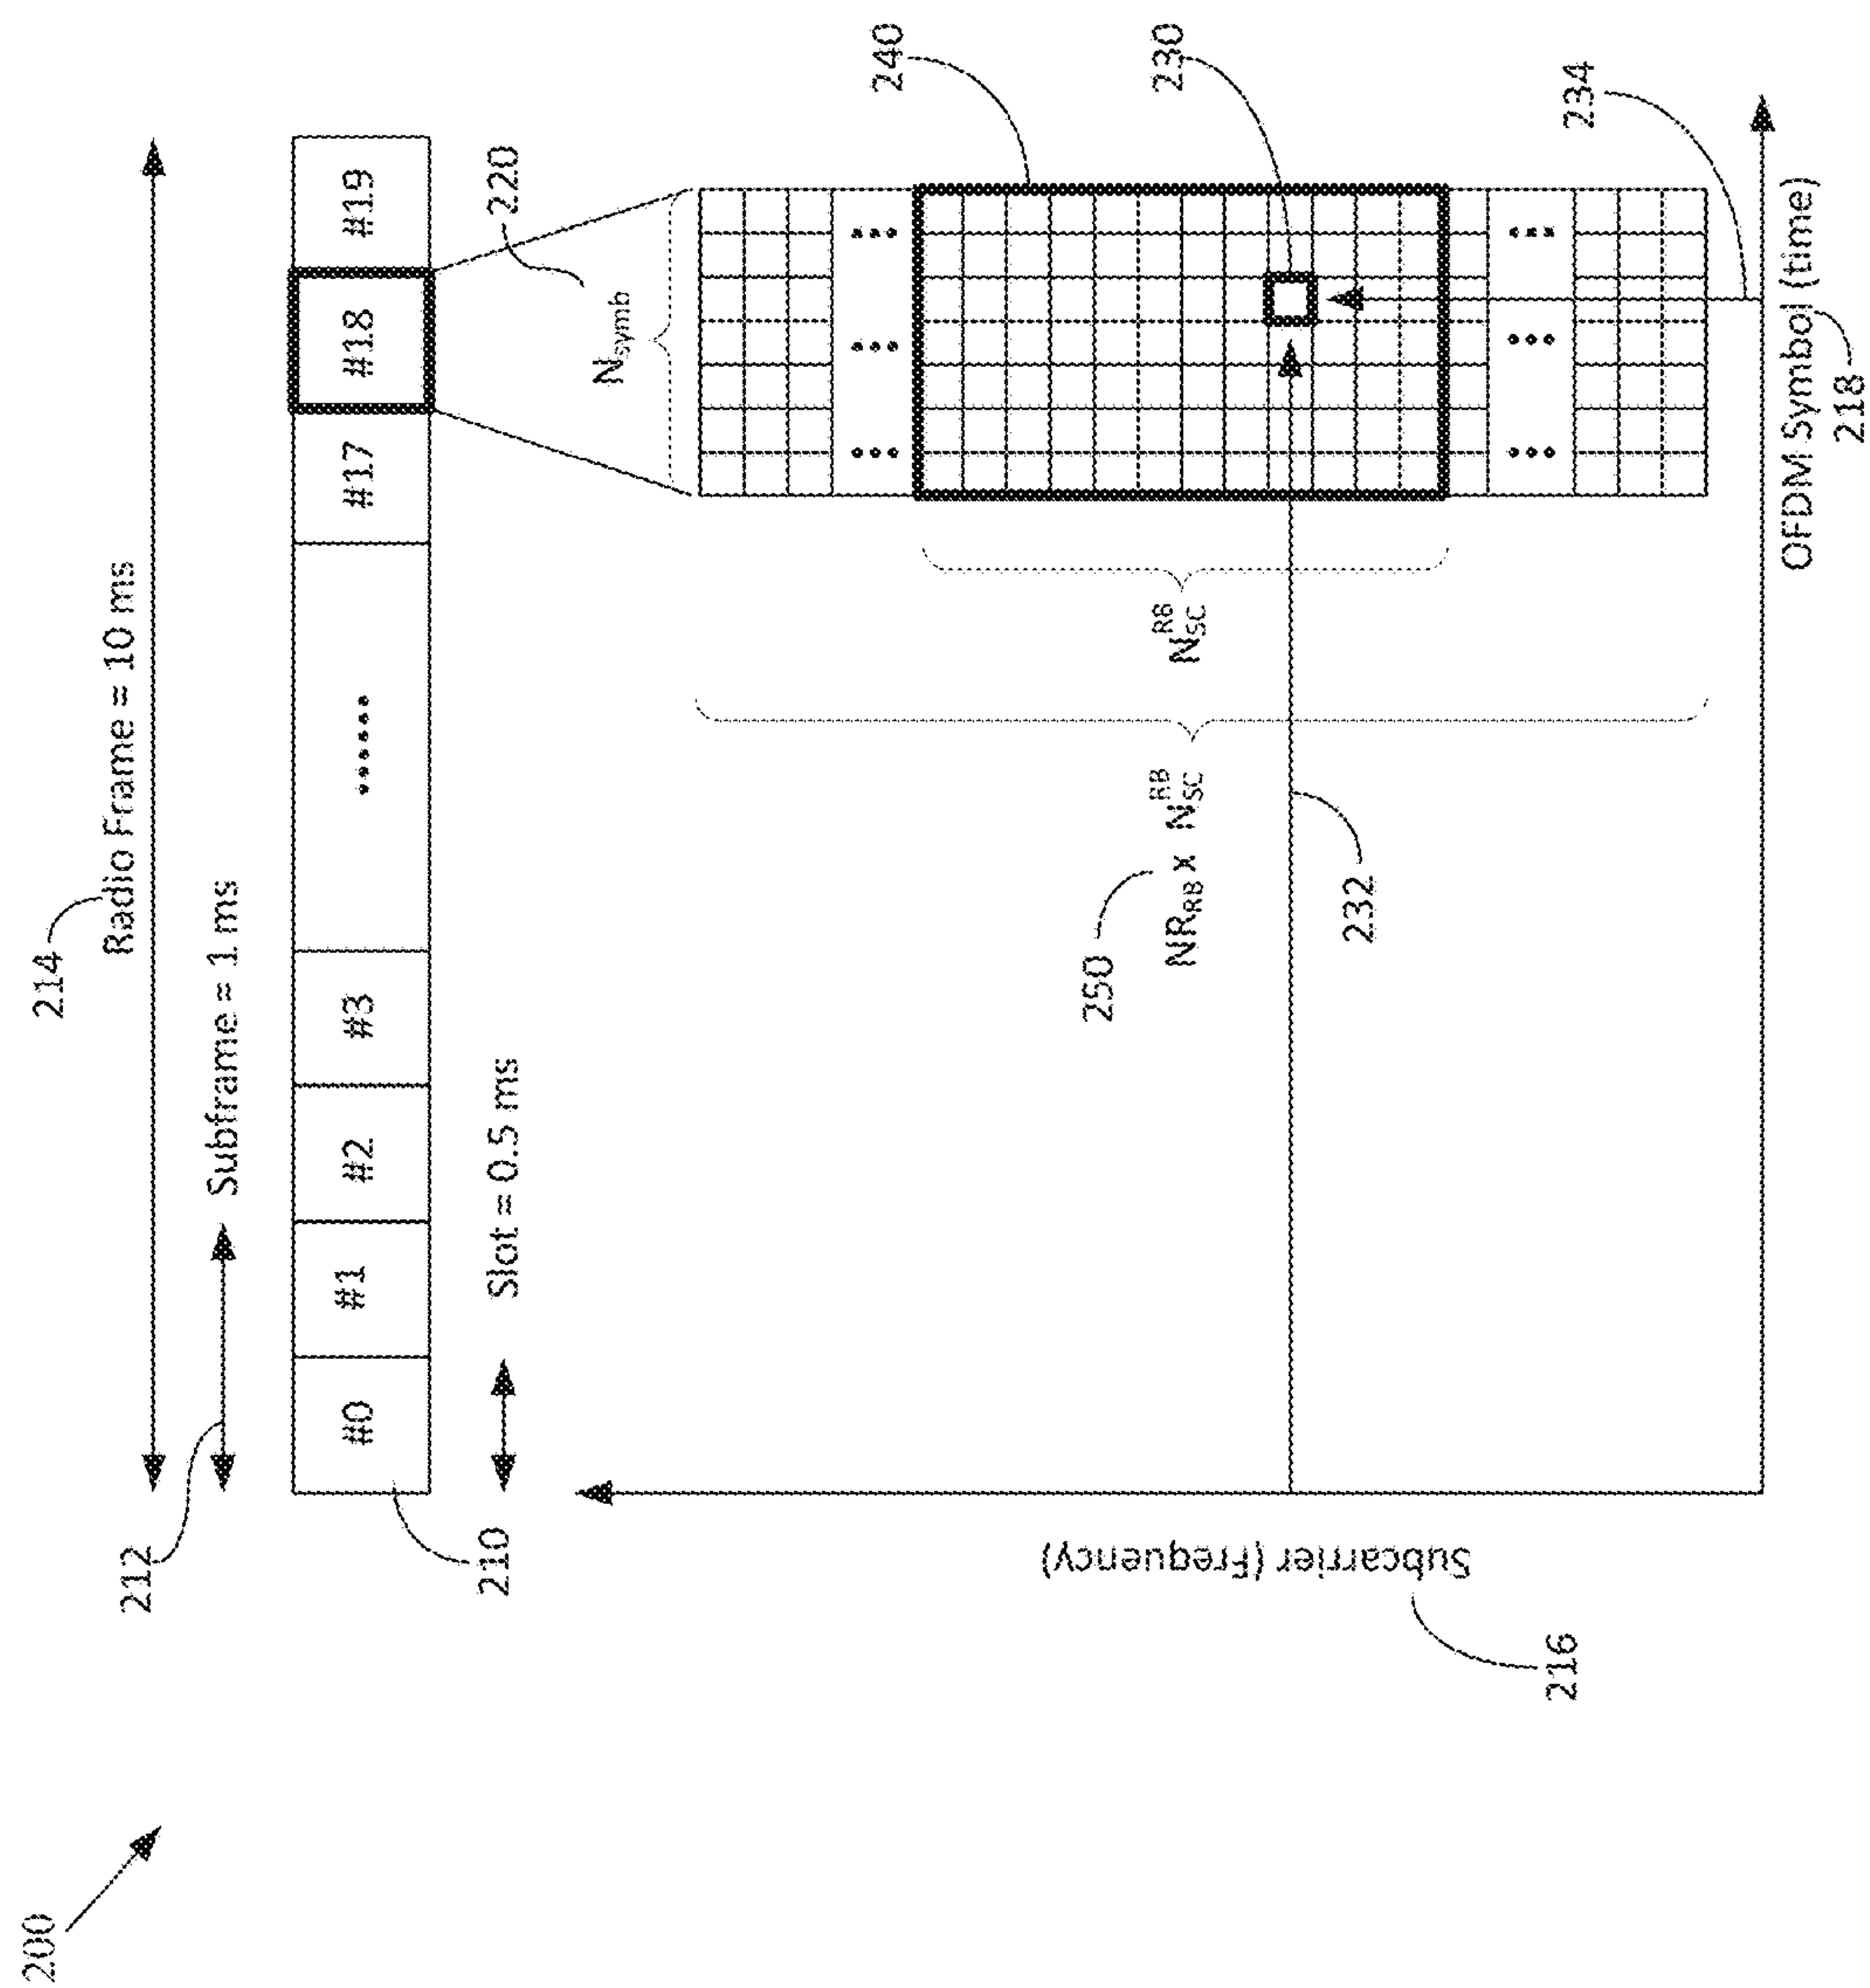 200
214
Radio Frame = 10 ms
212
Subframe = 1 ms
#0 #1 #2 #3 ...... #17 #18 #19
210
Slot = 0.5 ms
220
N_symb
240
230
N_SC^RB
250
NR_RB x N_SC^RB
232
234
Subcarrier (Frequency)
216
OFDM Symbol (time)
218